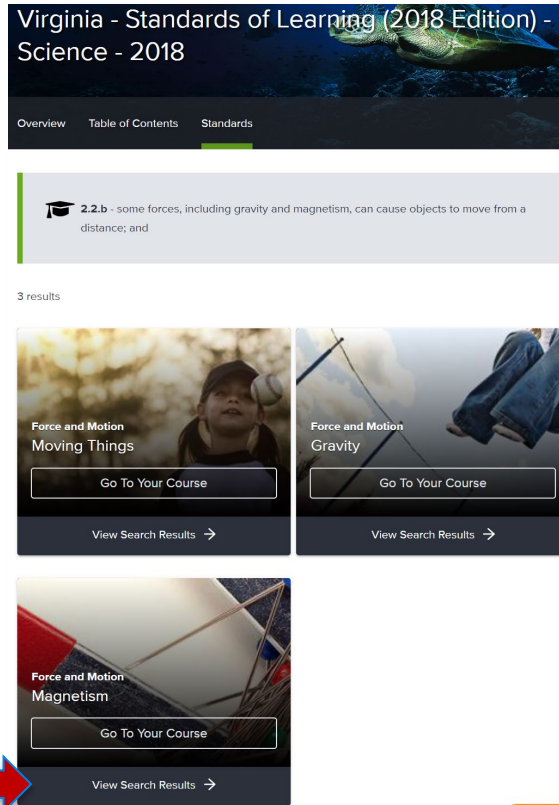 Virginia - Standards of Learning (2018 Edition) -
Science - 2018
Overview Table of Contents Standards
2.2.b - some forces, including gravity and magnetism, can cause objects to move from a
distance; and
3 results
Force and Motion
Moving Things
Go To Your Course
View Search Results →
Force and Motion
Gravity
Go To Your Course
View Search Results →
Force and Motion
Magnetism
Go To Your Course
View Search Results →